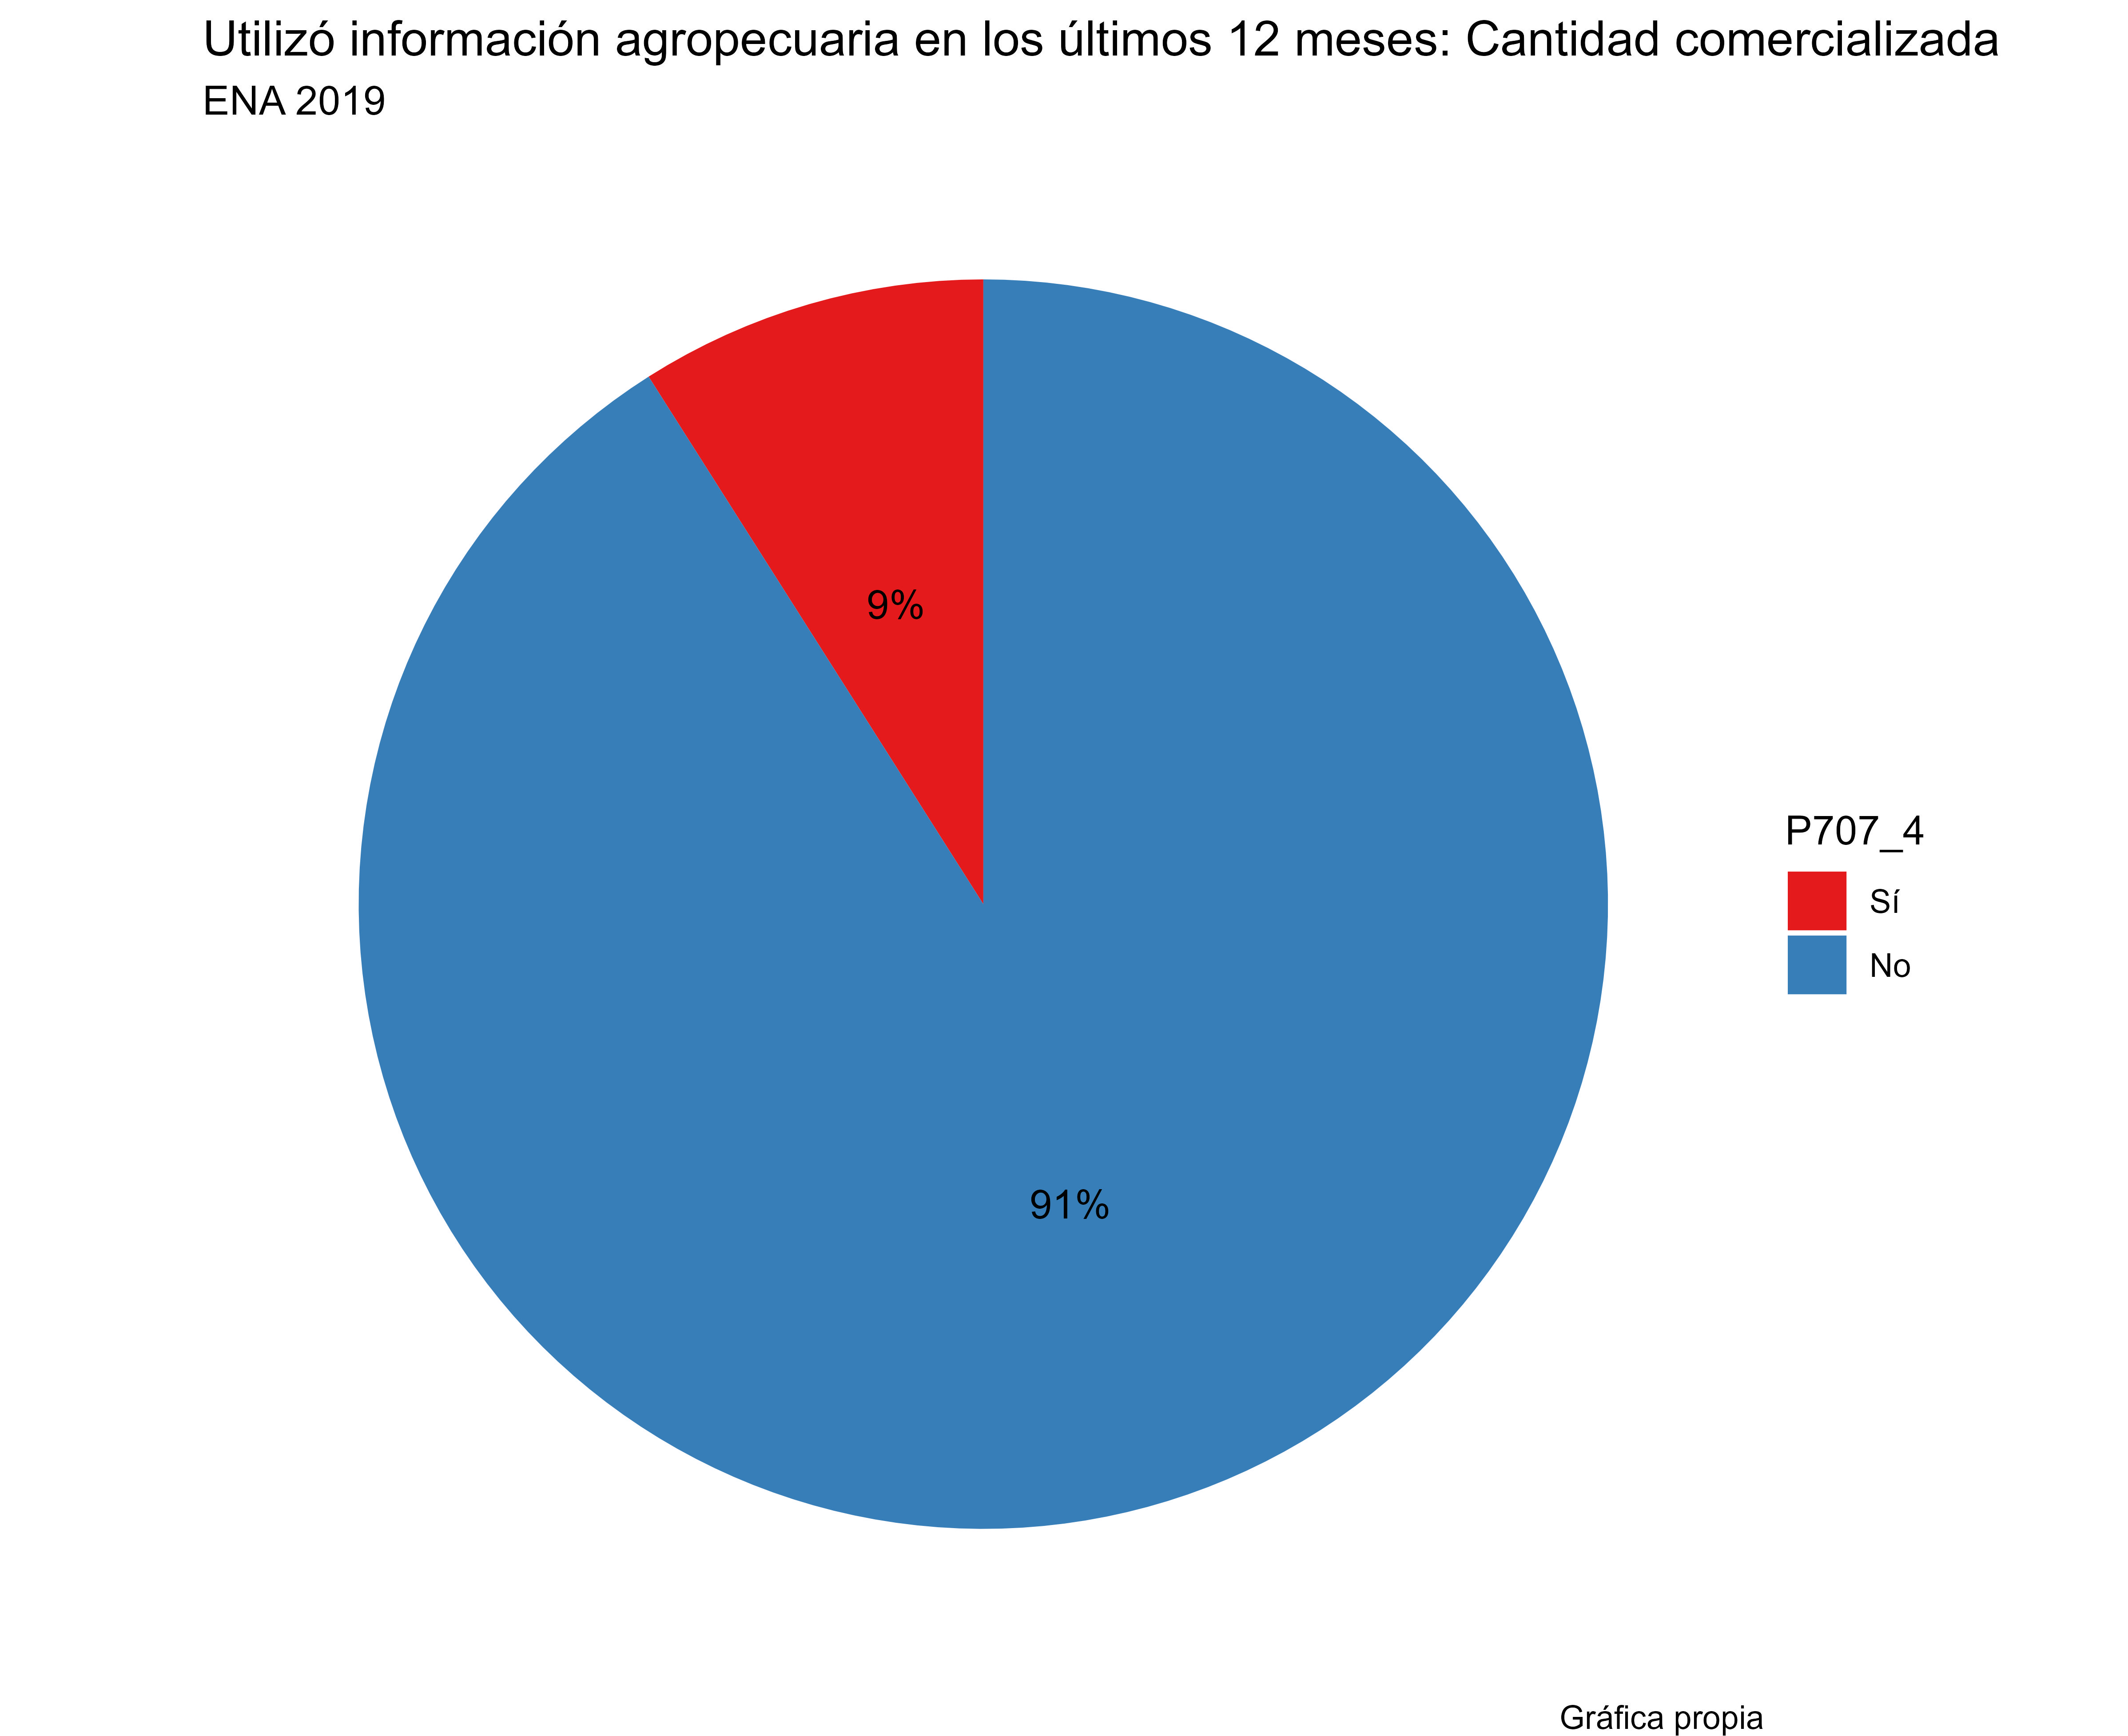 Utilizó información agropecuaria en los últimos 12 meses: Cantidad comercializada
ENA 2019
9%
91%
P707_4
Sí
No
Gráfica propia